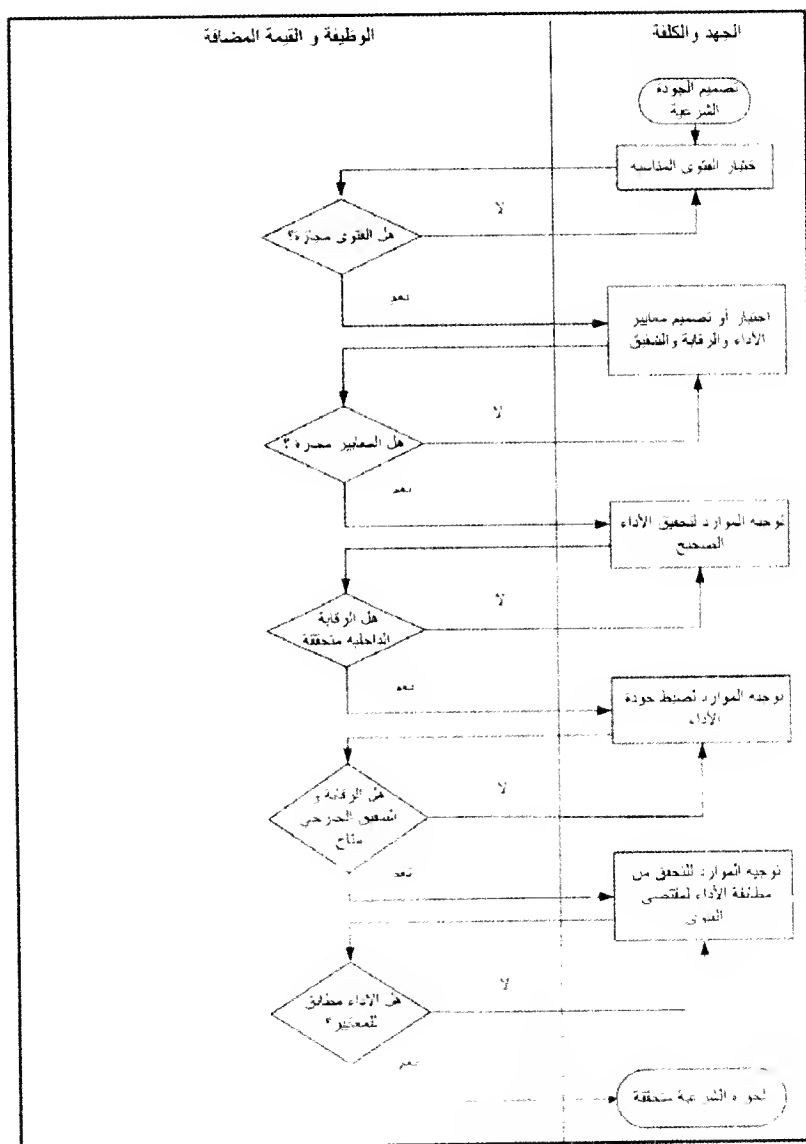 الجهد والكلفة
الوظيفة و القيمة المضافة
تصميم الجودة
الشرعية
ختيار الفتوى المناسبه
هل الفتوى مجازة؟
لا
نعم
اختيار أو تصميم معايير
الأداء والرقابة والتدقيق
هل المعايير مجازة؟
لا
نعم
توجيه الموارد لتحقيق الأداء
الصحيح
هل الرقابة
الداخلية متحققة
لا
نعم
توجيه الموارد لضبط جودة
الأداء
هل الرقابة و
التدقيق الخارجي
متاح
لا
نعم
توجيه الموارد للتحقق من
مطابقة الأداء لمقتضى
الفتوى
هل الأداء مطابق
للمعايير؟
لا
نعم
لجودة الشرعية متحققة